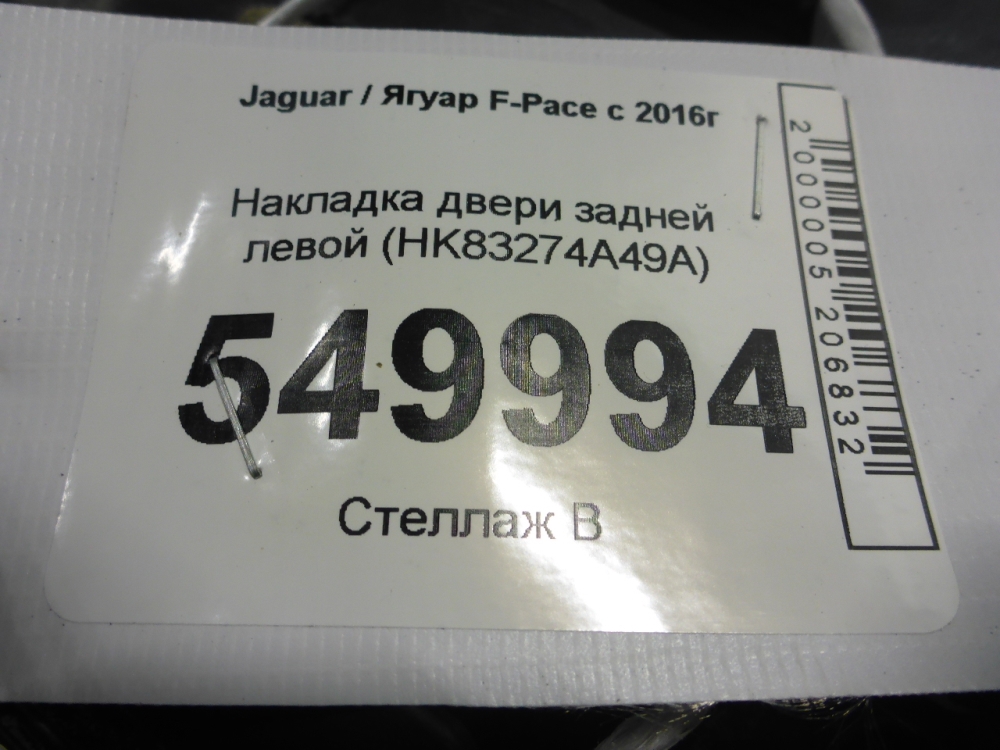 Jaguar / Ягуар F-Pace с 2016г
Накладка двери задней
левой (HK83274A49A)
549994
Стеллаж В
2000005206832